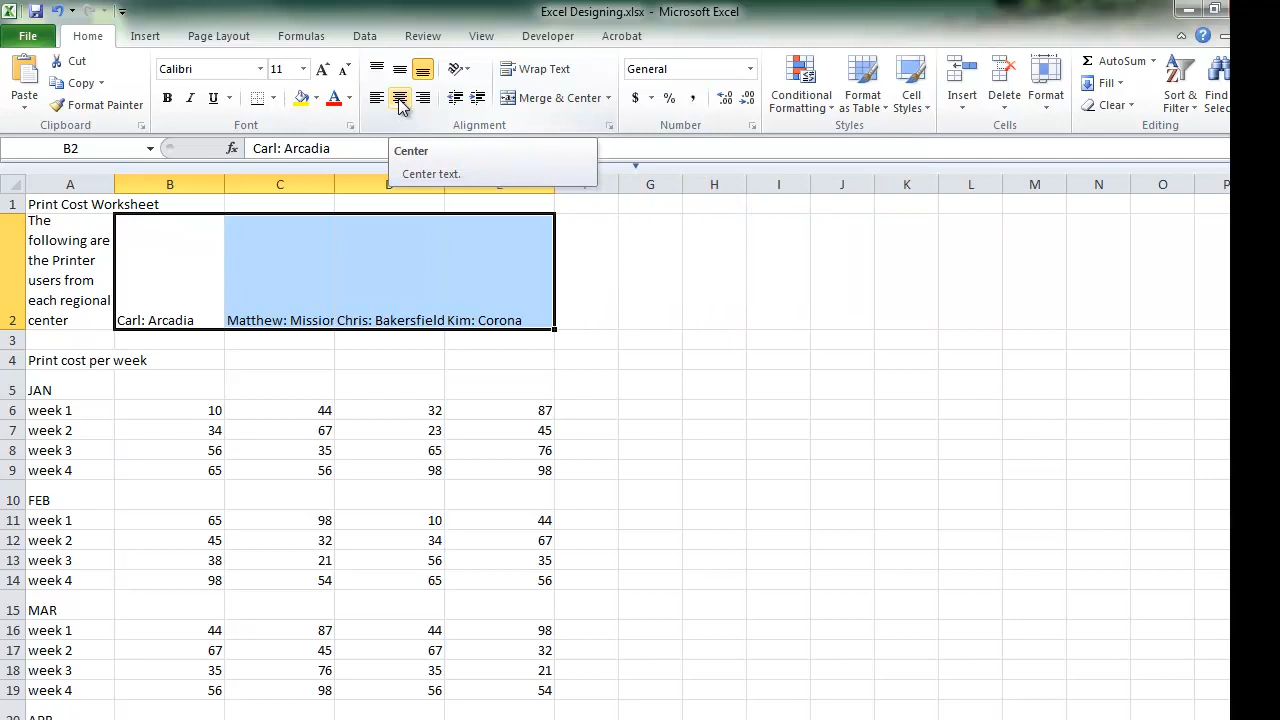 Excel Designing.xlsx - Microsoft Excel
File Home Insert Page Layout Formulas Data Review View Developer Acrobat
Paste
Cut
Copy
Format Painter
Clipboard
Calibri 11
B I U A
Font
Wrap Text
Merge & Center
Alignment
General
$ % ,
Number
Conditional Formatting
Format as Table
Cell Styles
Styles
Insert Delete Format
Cells
AutoSum
Fill
Clear
Sort & Filter
Find
Selec
Editing
B2 fx Carl: Arcadia
Center
Center text.
A B C D E G H I J K L M N O P
1 Print Cost Worksheet
The
following are
the Printer
users from
each regional
2 center Carl: Arcadia Matthew: Mission Chris: Bakersfield Kim: Corona
3
4 Print cost per week
5 JAN
6 week 1 10 44 32 87
7 week 2 34 67 23 45
8 week 3 56 35 65 76
9 week 4 65 56 98 98
10 FEB
11 week 1 65 98 10 44
12 week 2 45 32 34 67
13 week 3 38 21 56 35
14 week 4 98 54 65 56
15 MAR
16 week 1 44 87 44 98
17 week 2 67 45 67 32
18 week 3 35 76 35 21
19 week 4 56 98 56 54
20 APR